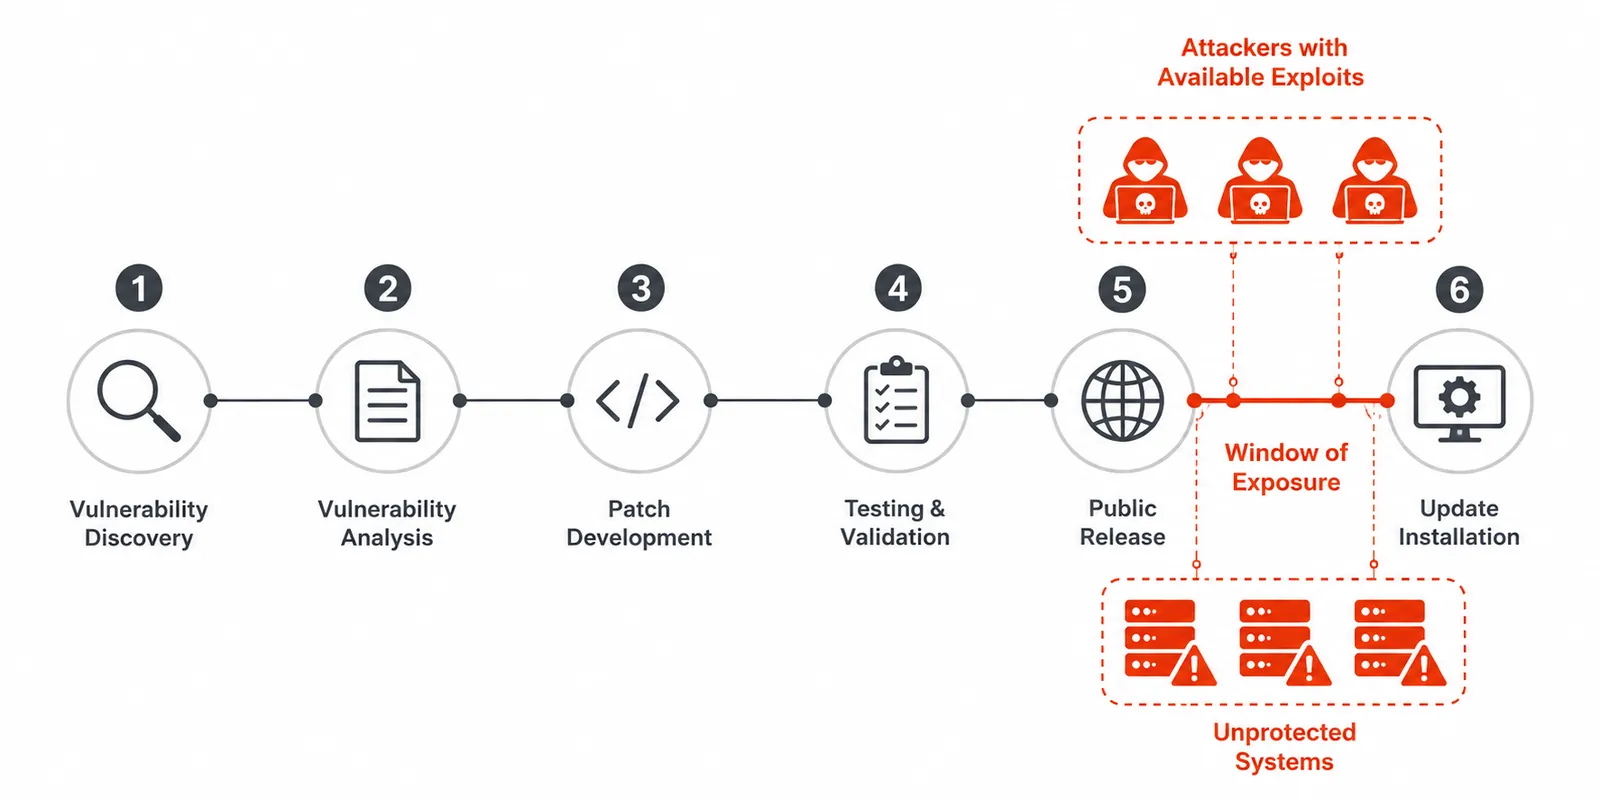 Attackers with
Available Exploits
1
2
3
4
5
6
Window of
Exposure
Vulnerability
Discovery
Vulnerability
Analysis
Patch
Development
Testing &
Validation
Public
Release
Update
Installation
Unprotected
Systems